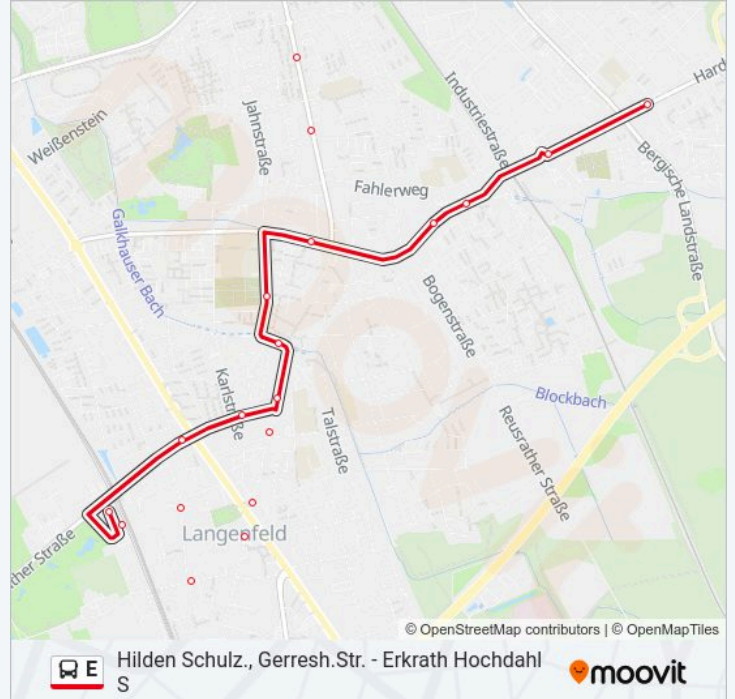 Hard
Industriestraße
Jahnstraße
Weißenstein
Bergische Landstraße
Fahlerweg
Galkhauser Bach
Bogenstraße
Karlstraße
Blockbach
Talstraße
Reusrather Straße
Langenfeld
ther Straße
© OpenStreetMap contributors | © OpenMapTiles
E
Hilden Schulz., Gerresh.Str. - Erkrath Hochdahl
S
moovit